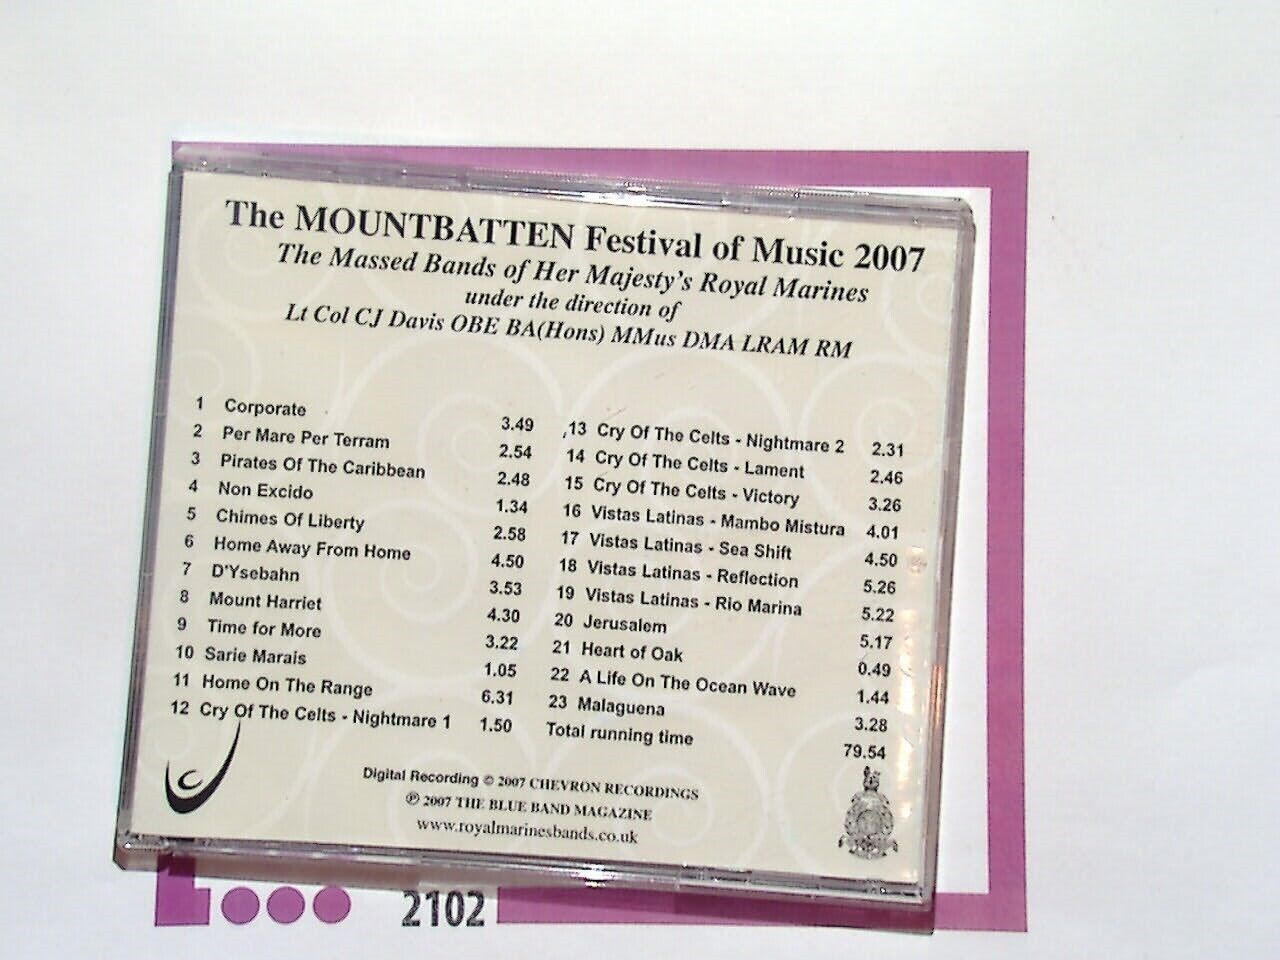 The MOUNTBATTEN Festival of Music 2007
The Massed Bands of Her Majesty's Royal Marines
under the direction of
Lt Col CJ Davis OBE BA(Hons) MMus DMA LRAM RM
1 Corporate 3.49
2 Per Mare Per Terram 2.54
3 Pirates Of The Caribbean 2.48
4 Non Excido 1.34
5 Chimes Of Liberty 2.58
6 Home Away From Home 4.50
7 D'Ysebahn 3.53
8 Mount Harriet 4.30
9 Time for More 3.22
10 Sarie Marais 1.05
11 Home On The Range 6.31
12 Cry Of The Celts - Nightmare 1 1.50
13 Cry Of The Celts - Nightmare 2 2.31
14 Cry Of The Celts - Lament 2.46
15 Cry Of The Celts - Victory 3.26
16 Vistas Latinas - Mambo Mistura 4.01
17 Vistas Latinas - Sea Shift 4.50
18 Vistas Latinas - Reflection 5.26
19 Vistas Latinas - Rio Marina 5.22
20 Jerusalem 5.17
21 Heart of Oak 0.49
22 A Life On The Ocean Wave 1.44
23 Malaguena 3.28
Total running time 79.54
Digital Recording © 2007 CHEVRON RECORDINGS
℗ 2007 THE BLUE BAND MAGAZINE
www.royalmarinesbands.co.uk
2102